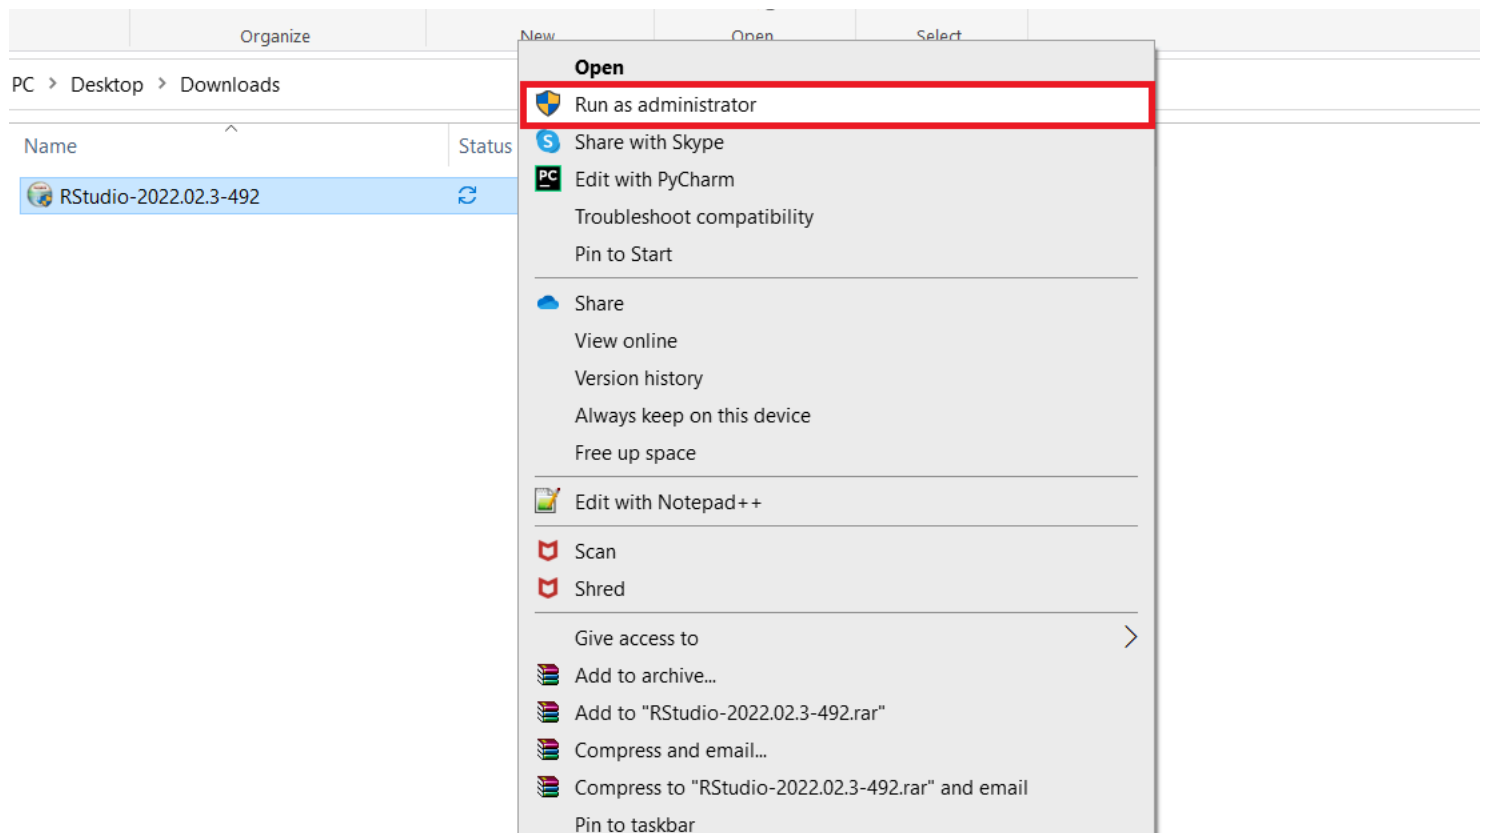 Organize
New
Open
Select
PC > Desktop > Downloads
Name
Status
RStudio-2022.02.3-492
Open
Run as administrator
S Share with Skype
PC Edit with PyCharm
Troubleshoot compatibility
Pin to Start
Share
View online
Version history
Always keep on this device
Free up space
Edit with Notepad++
Scan
Shred
Give access to
Add to archive...
Add to "RStudio-2022.02.3-492.rar"
Compress and email...
Compress to "RStudio-2022.02.3-492.rar" and email
Pin to taskbar